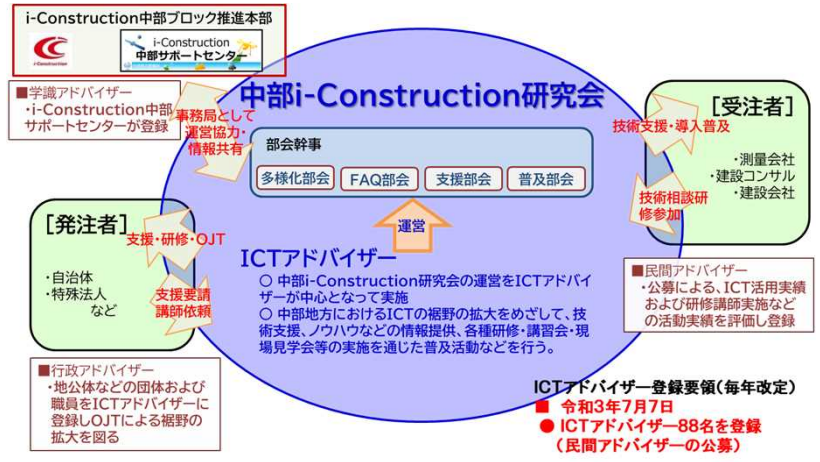 i-Construction中部ブロック推進本部
i-Construction
i-Construction
中部サポートセンター
■学識アドバイザー
・i-Construction中部
サポートセンターが登録
事務局として
運営協力・
情報共有
中部i-Construction研究会
部会幹事
多様化部会
FAQ部会
支援部会
普及部会
運営
ICTアドバイザー
○ 中部i-Construction研究会の運営をICTアドバイ
ザーが中心となって実施
○ 中部地方におけるICTの裾野の拡大をめざして、技
術支援、ノウハウなどの情報提供、各種研修・講習会・現
場見学会等の実施を通じた普及活動などを行う。
[発注者]
支援・研修・OJT
・自治体
・特殊法人
など
支援要請
講師依頼
■行政アドバイザー
・地公体などの団体および
職員をICTアドバイザーに
登録しOJTによる裾野の
拡大を図る
[受注者]
技術支援・導入普及
・測量会社
・建設コンサル
・建設会社
技術相談研
修参加
■民間アドバイザー
・公募による、ICT活用実績
および研修講師実施など
の活動実績を評価し登録
ICTアドバイザー登録要領(毎年改定)
■ 令和3年7月7日
● ICTアドバイザー88名を登録
(民間アドバイザーの公募)